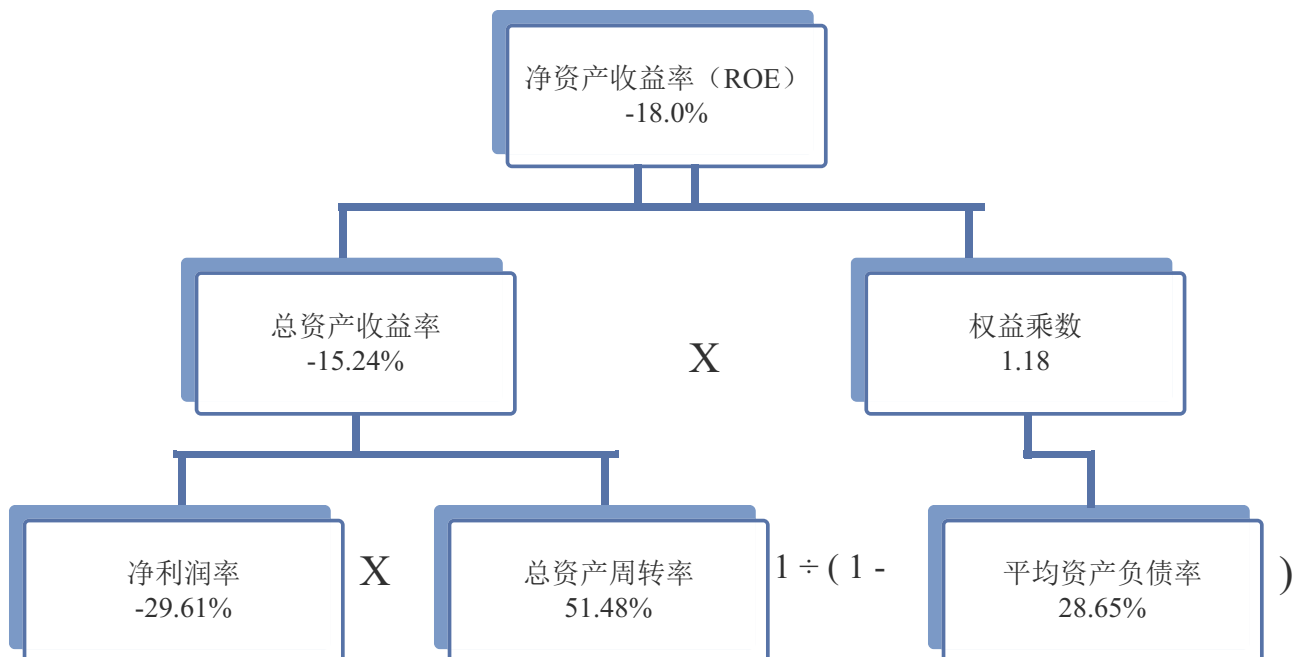 净资产收益率（ROE）
-18.0%
总资产收益率
-15.24%
X
权益乘数
1.18
净利润率
-29.61%
X
总资产周转率
51.48%
1 ÷ ( 1 -
平均资产负债率
28.65%
)